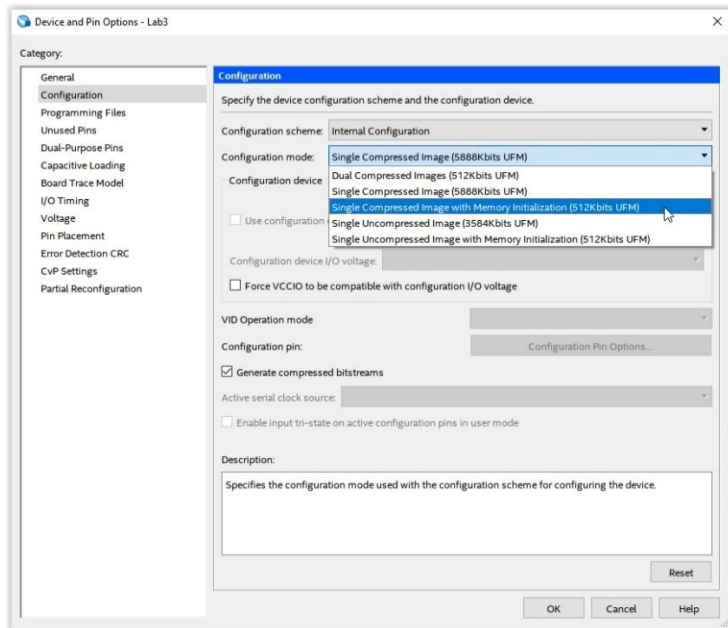 Device and Pin Options - Lab3
Category:
General
Configuration
Programming Files
Unused Pins
Dual-Purpose Pins
Capacitive Loading
Board Trace Model
I/O Timing
Voltage
Pin Placement
Error Detection CRC
CvP Settings
Partial Reconfiguration
Configuration
Specify the device configuration scheme and the configuration device.
Configuration scheme: Internal Configuration
Configuration mode: Single Compressed Image (5888Kbits UFM)
Dual Compressed Images (512Kbits UFM)
Configuration device
Single Compressed Image (5888Kbits UFM)
Single Compressed Image with Memory Initialization (512Kbits UFM)
Use configuration
Single Uncompressed Image (3584Kbits UFM)
Single Uncompressed Image with Memory Initialization (512Kbits UFM)
Configuration device I/O voltage:
Force VCCIO to be compatible with configuration I/O voltage
VID Operation mode
Configuration pin: Configuration Pin Options...
Generate compressed bitstreams
Active serial clock source:
Enable input tri-state on active configuration pins in user mode
Description:
Specifies the configuration mode used with the configuration scheme for configuring the device.
Reset
OK Cancel Help